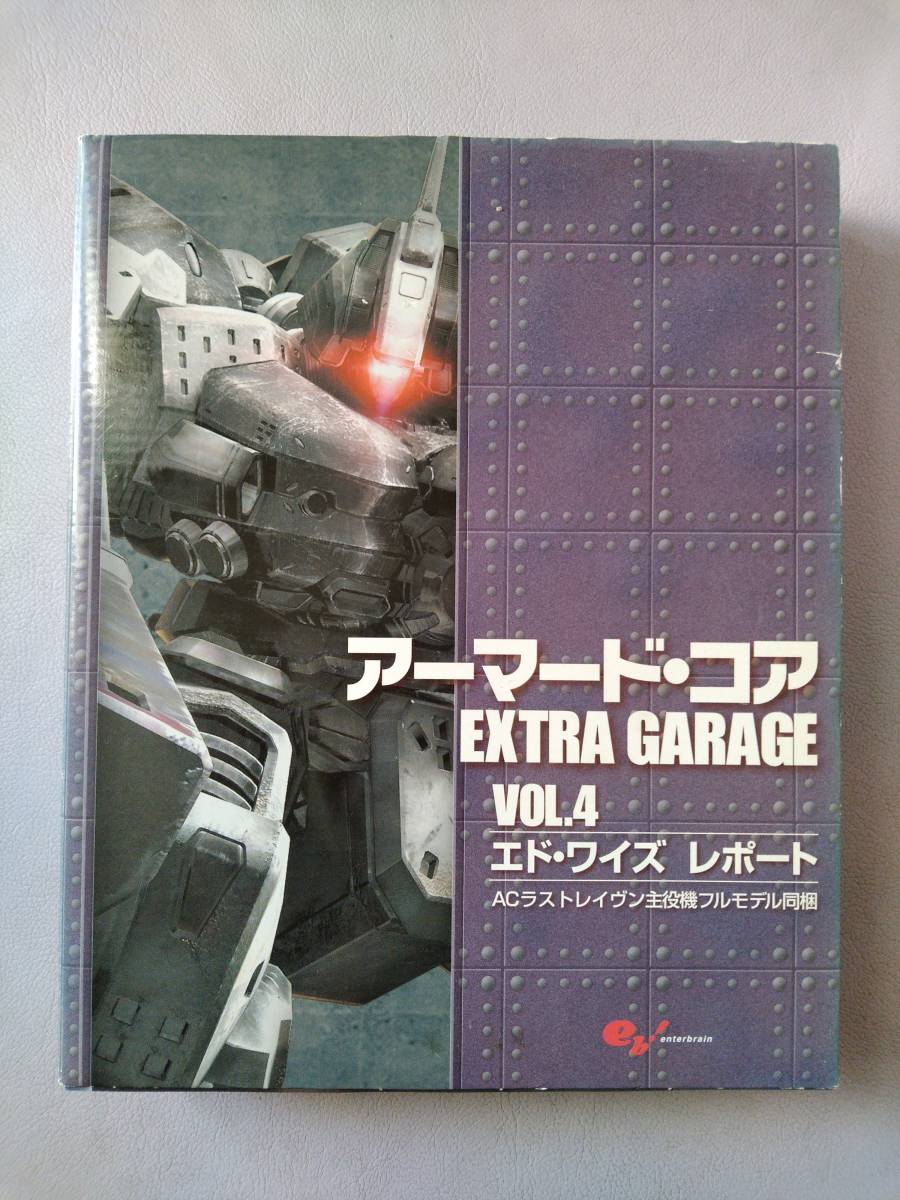 アーマード・コア
EXTRA GARAGE
VOL.4
エド・ワイズ レポート
ACラストレイヴン主役機フルモデル同梱
eb! enterbrain